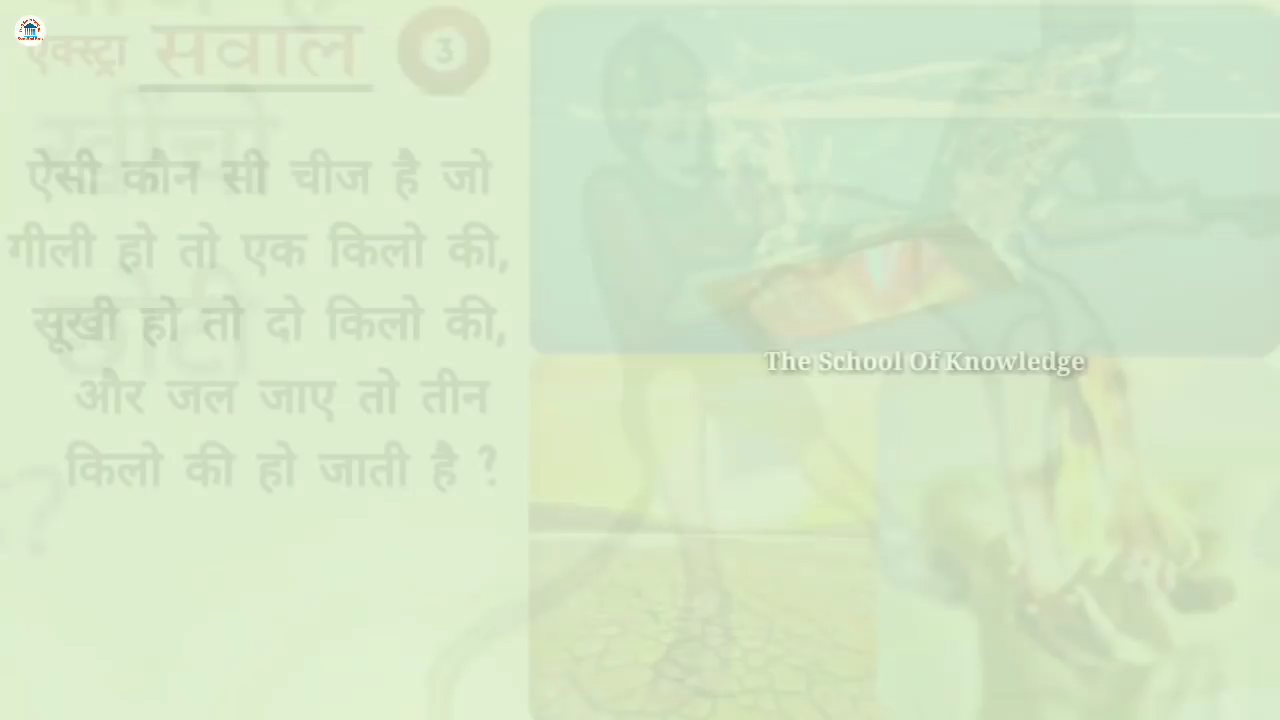 एक्स्ट्रा सवाल 3
ऐसी कौन सी चीज है जो
गीली हो तो एक किलो की,
सूखी हो तो दो किलो की,
और जल जाए तो तीन
किलो की हो जाती है ?
The School Of Knowledge